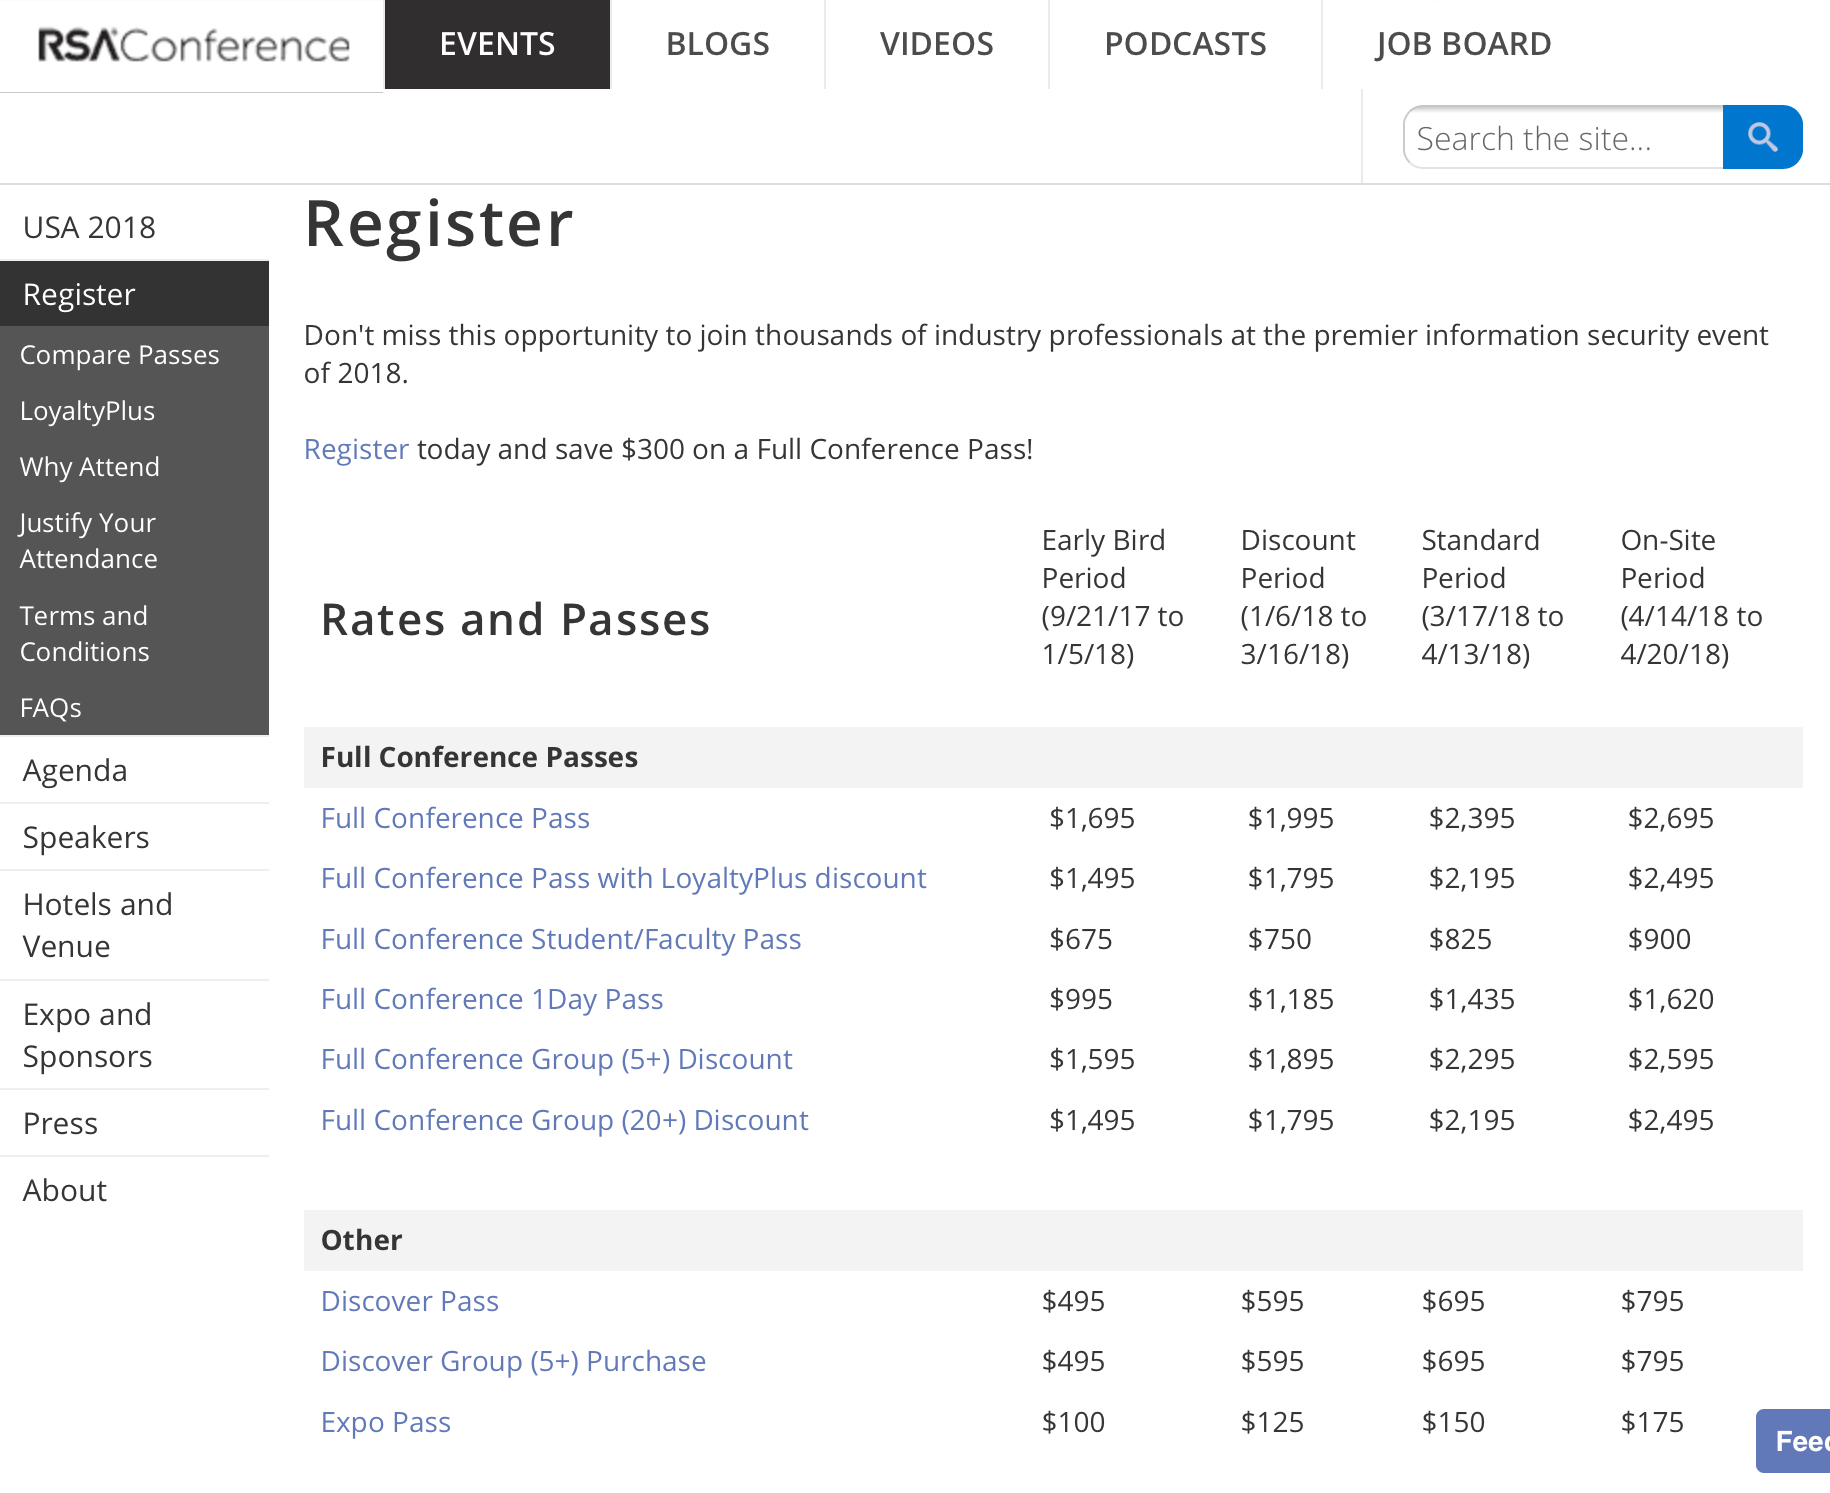 RSAConference
EVENTS
BLOGS
VIDEOS
PODCASTS
JOB BOARD
Search the site...
USA 2018
Register
Compare Passes
LoyaltyPlus
Why Attend
Justify Your
Attendance
Terms and
Conditions
FAQs
Agenda
Speakers
Hotels and
Venue
Expo and
Sponsors
Press
About
Register
Don't miss this opportunity to join thousands of industry professionals at the premier information security event
of 2018.
Register today and save $300 on a Full Conference Pass!
Rates and Passes
Early Bird
Period
(9/21/17 to
1/5/18)
Discount
Period
(1/6/18 to
3/16/18)
Standard
Period
(3/17/18 to
4/13/18)
On-Site
Period
(4/14/18 to
4/20/18)
Full Conference Passes
Full Conference Pass $1,695 $1,995 $2,395 $2,695
Full Conference Pass with LoyaltyPlus discount $1,495 $1,795 $2,195 $2,495
Full Conference Student/Faculty Pass $675 $750 $825 $900
Full Conference 1Day Pass $995 $1,185 $1,435 $1,620
Full Conference Group (5+) Discount $1,595 $1,895 $2,295 $2,595
Full Conference Group (20+) Discount $1,495 $1,795 $2,195 $2,495
Other
Discover Pass $495 $595 $695 $795
Discover Group (5+) Purchase $495 $595 $695 $795
Expo Pass $100 $125 $150 $175